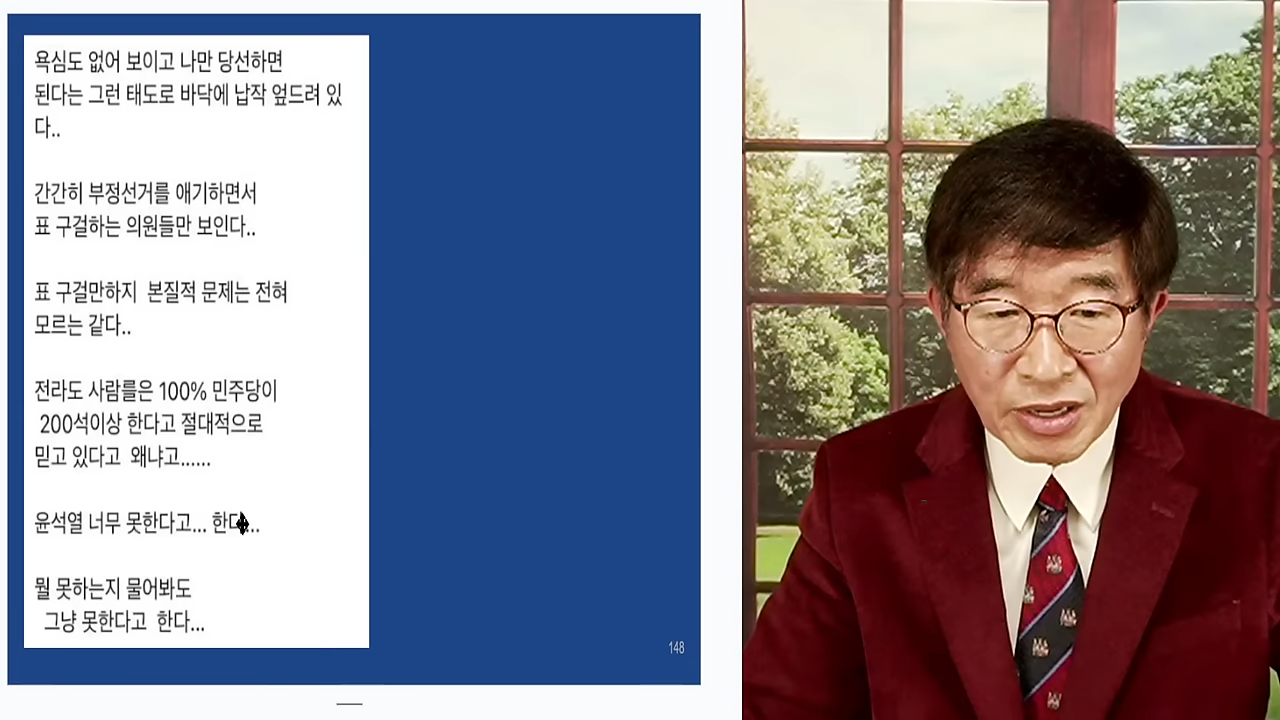 욕심도 없어 보이고 나만 당선하면
된다는 그런 태도로 바닥에 납작 엎드려 있
다..
간간히 부정선거를 얘기하면서
표 구걸하는 의원들만 보인다..
표 구걸만하지 본질적 문제는 전혀
모르는 같다..
전라도 사람를은 100% 민주당이
200석이상 한다고 절대적으로
믿고 있다고 왜냐고......
윤석열 너무 못한다고... 한다...
뭘 못하는지 물어봐도
그냥 못한다고 한다...
148